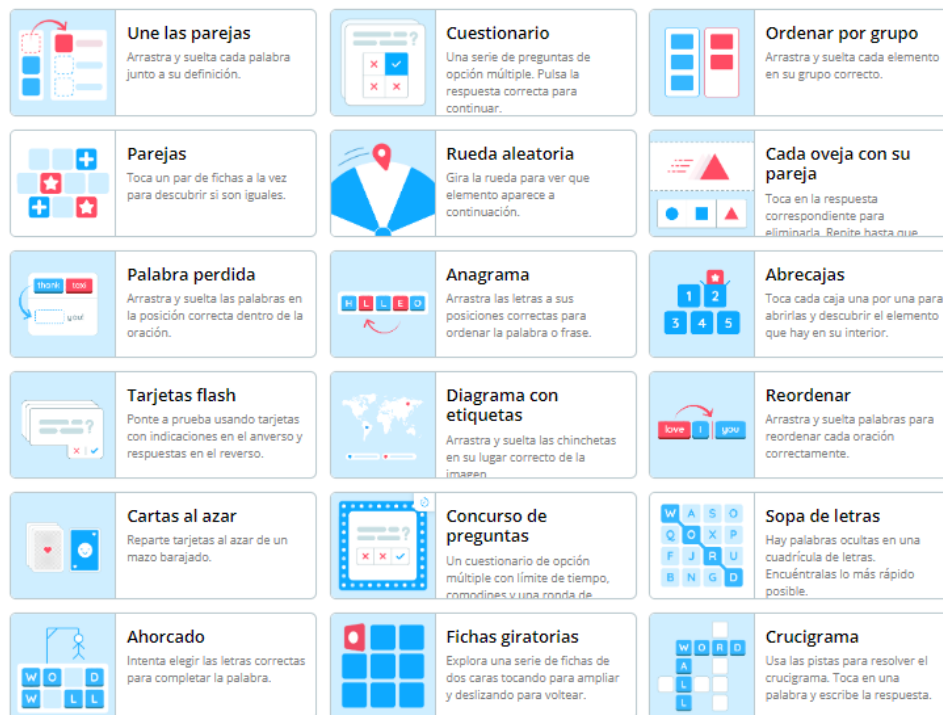 Une las parejas
Arrastra y suelta cada palabra
junto a su definición.
Cuestionario
Una serie de preguntas de
opción múltiple. Pulsa la
respuesta correcta para
continuar.
Ordenar por grupo
Arrastra y suelta cada elemento
en su grupo correcto.
Parejas
Toca un par de fichas a la vez
para descubrir si son iguales.
Rueda aleatoria
Gira la rueda para ver que
elemento aparece a
continuación.
Cada oveja con su
pareja
Toca en la respuesta
correspondiente para
eliminarla. Repite hasta que
thank taxi
you!
Palabra perdida
Arrastra y suelta las palabras en
la posición correcta dentro de la
oración.
H L L E O
Anagrama
Arrastra las letras a sus
posiciones correctas para
ordenar la palabra o frase.
1 2
3 4 5
Abrecajas
Toca cada caja una por una para
abrirlas y descubrir el elemento
que hay en su interior.
?
Tarjetas flash
Ponte a prueba usando tarjetas
con indicaciones en el anverso y
respuestas en el reverso.
Diagrama con
etiquetas
Arrastra y suelta las chinchetas
en su lugar correcto de la
imagen.
love I you
Reordenar
Arrastra y suelta palabras para
reordenar cada oración
correctamente.
Cartas al azar
Reparte tarjetas al azar de un
mazo barajado.
?
Concurso de
preguntas
Un cuestionario de opción
múltiple con límite de tiempo,
comodines y una ronda de
W A S O
Q O X P
F J R U
B N G D
Sopa de letras
Hay palabras ocultas en una
cuadrícula de letras.
Encuéntralas lo más rápido
posible.
W O D
W L L
Ahorcado
Intenta elegir las letras correctas
para completar la palabra.
Fichas giratorias
Explora una serie de fichas de
dos caras tocando para ampliar
y deslizando para voltear.
W O R D
A
L
L
Crucigrama
Usa las pistas para resolver el
crucigrama. Toca en una
palabra y escribe la respuesta.